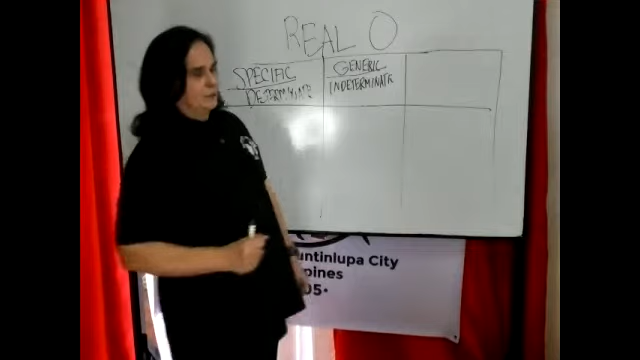 REAL O
SPECIFIC
DETERMINATE
GENERIC
INDETERMINATE
untinlupa City
pines
05·